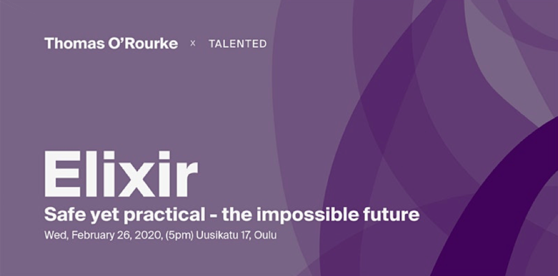 Thomas O'Rourke x TALENTED
Elixir
Safe yet practical - the impossible future
Wed, February 26, 2020, (5pm) Uusikatu 17, Oulu